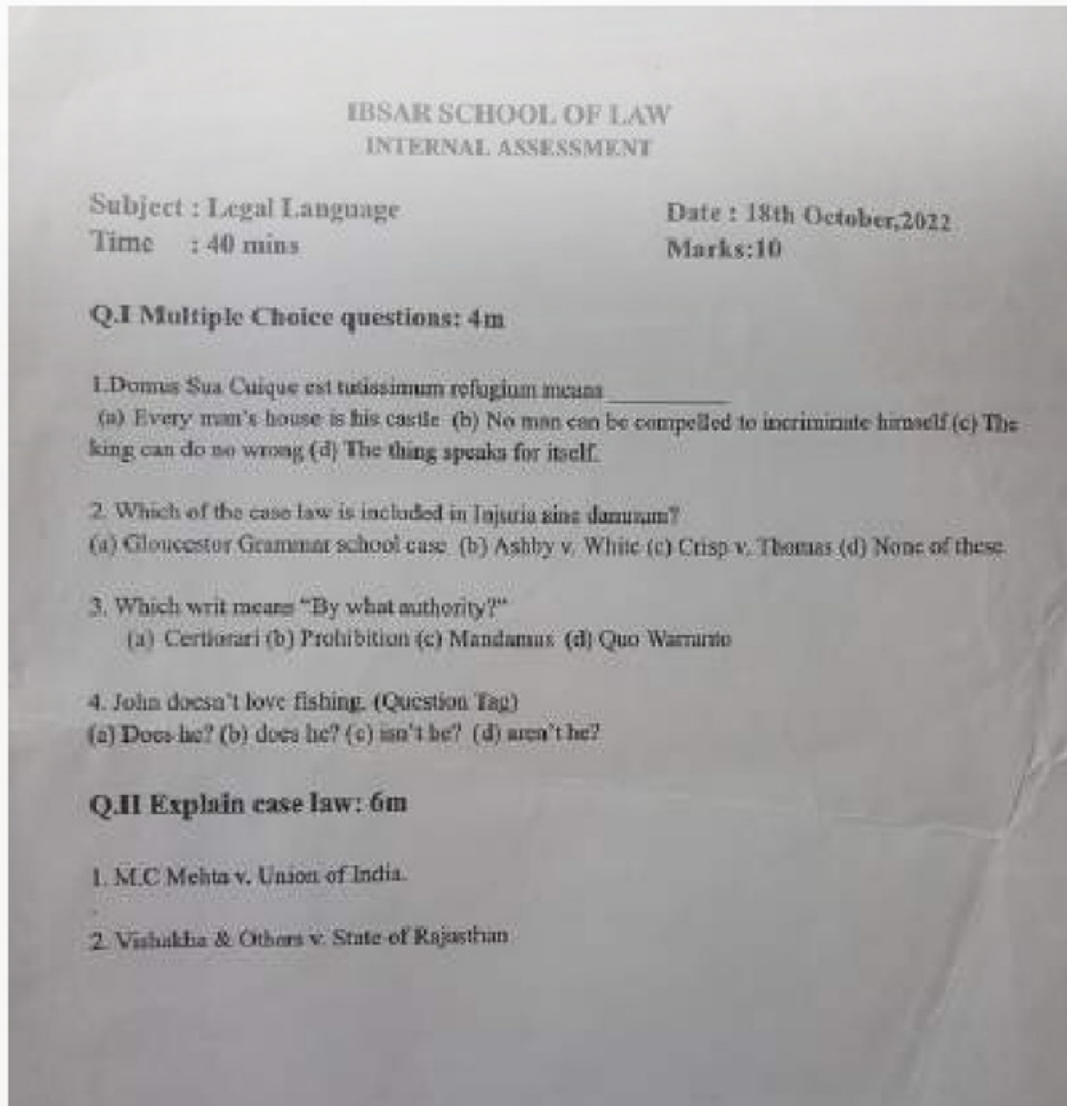 IBSAR SCHOOL OF LAW
INTERNAL ASSESSMENT
Subject : Legal Language
Date : 18th October,2022
Time : 40 mins
Marks:10
Q.I Multiple Choice questions: 4m
1.Domus Sua Cuique est tutissimum refugium means __________
(a) Every man's house is his castle (b) No man can be compelled to incriminate himself (c) The
king can do no wrong (d) The thing speaks for itself.
2. Which of the case law is included in Injuria sine damnum?
(a) Gloucestor Grammar school case (b) Ashby v. White (c) Crisp v. Thomas (d) None of these
3. Which writ means "By what authority?"
(a) Certiorari (b) Prohibition (c) Mandamus (d) Quo Warranto
4. John doesn't love fishing. (Question Tag)
(a) Does he? (b) does he? (c) isn't he? (d) aren't he?
Q.II Explain case law: 6m
1. M.C Mehta v. Union of India.
2. Vishakha & Others v. State of Rajasthan